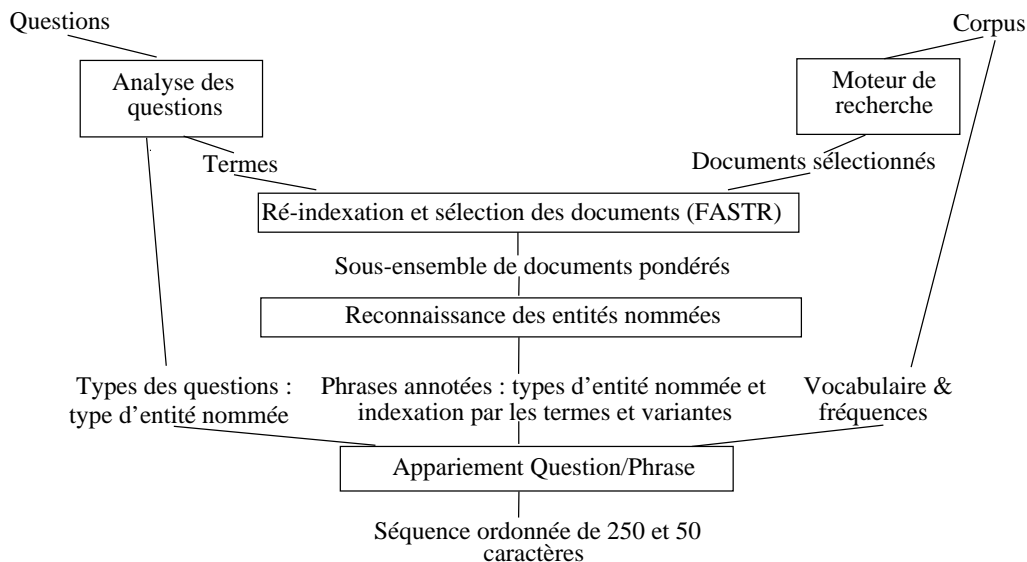 Questions
Corpus
Analyse des
questions
Moteur de
recherche
Termes
Documents sélectionnés
Ré-indexation et sélection des documents (FASTR)
Sous-ensemble de documents pondérés
Reconnaissance des entités nommées
Types des questions :
type d'entité nommée
Phrases annotées : types d'entité nommée et
indexation par les termes et variantes
Vocabulaire &
fréquences
Appariement Question/Phrase
Séquence ordonnée de 250 et 50
caractères